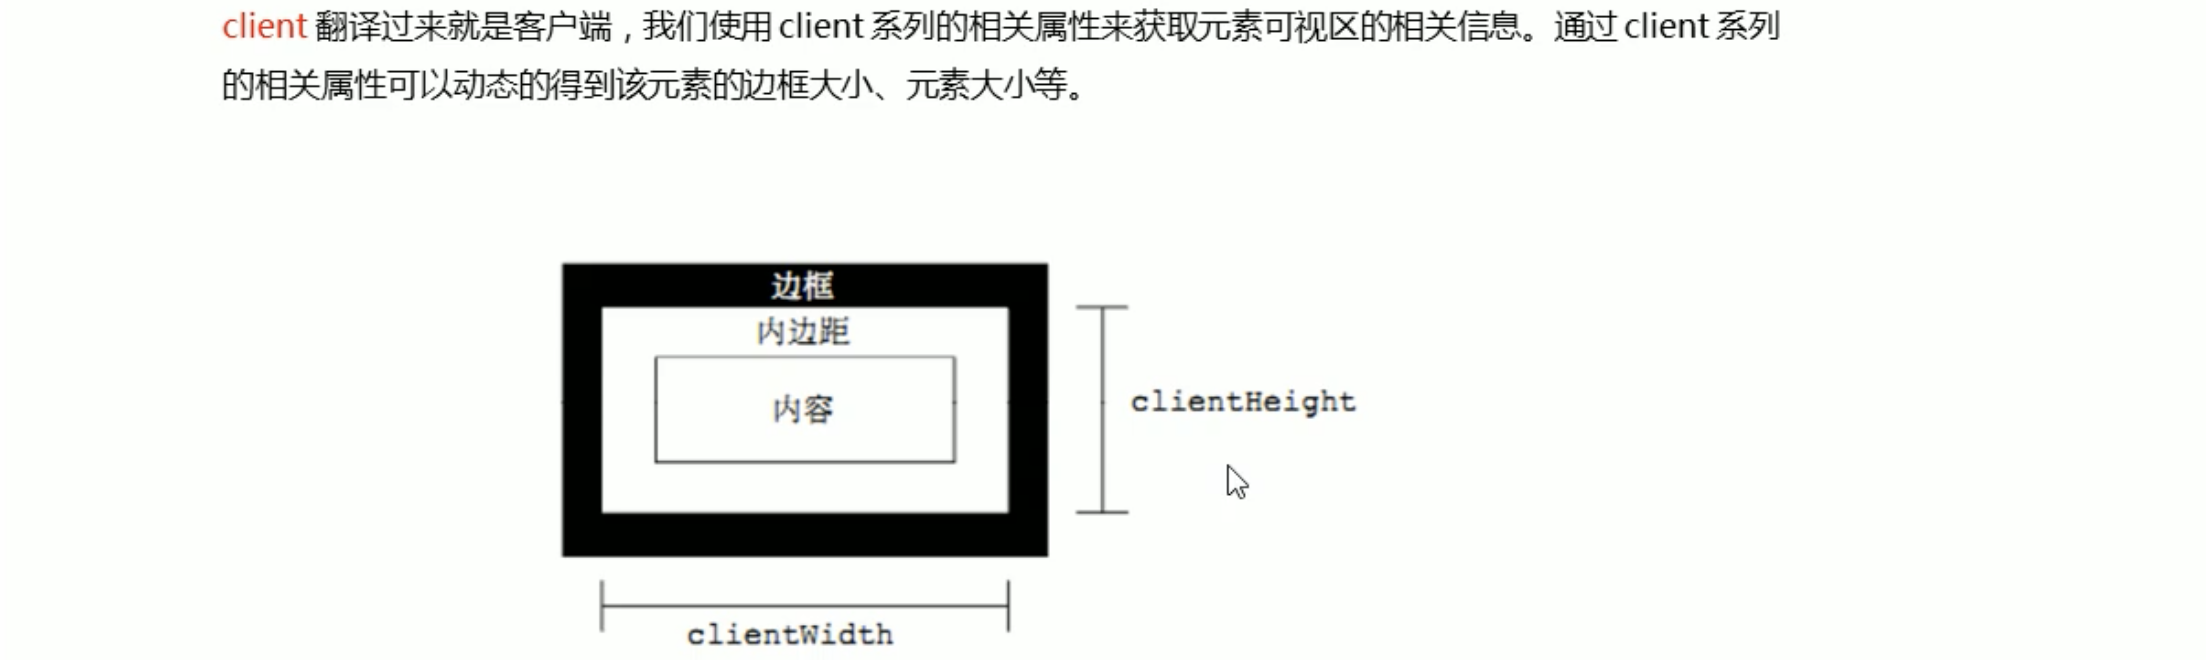 client 翻译过来就是客户端，我们使用 client 系列的相关属性来获取元素可视区的相关信息。通过 client 系列
的相关属性可以动态的得到该元素的边框大小、元素大小等。
边框
内边距
内容
clientHeight
clientWidth